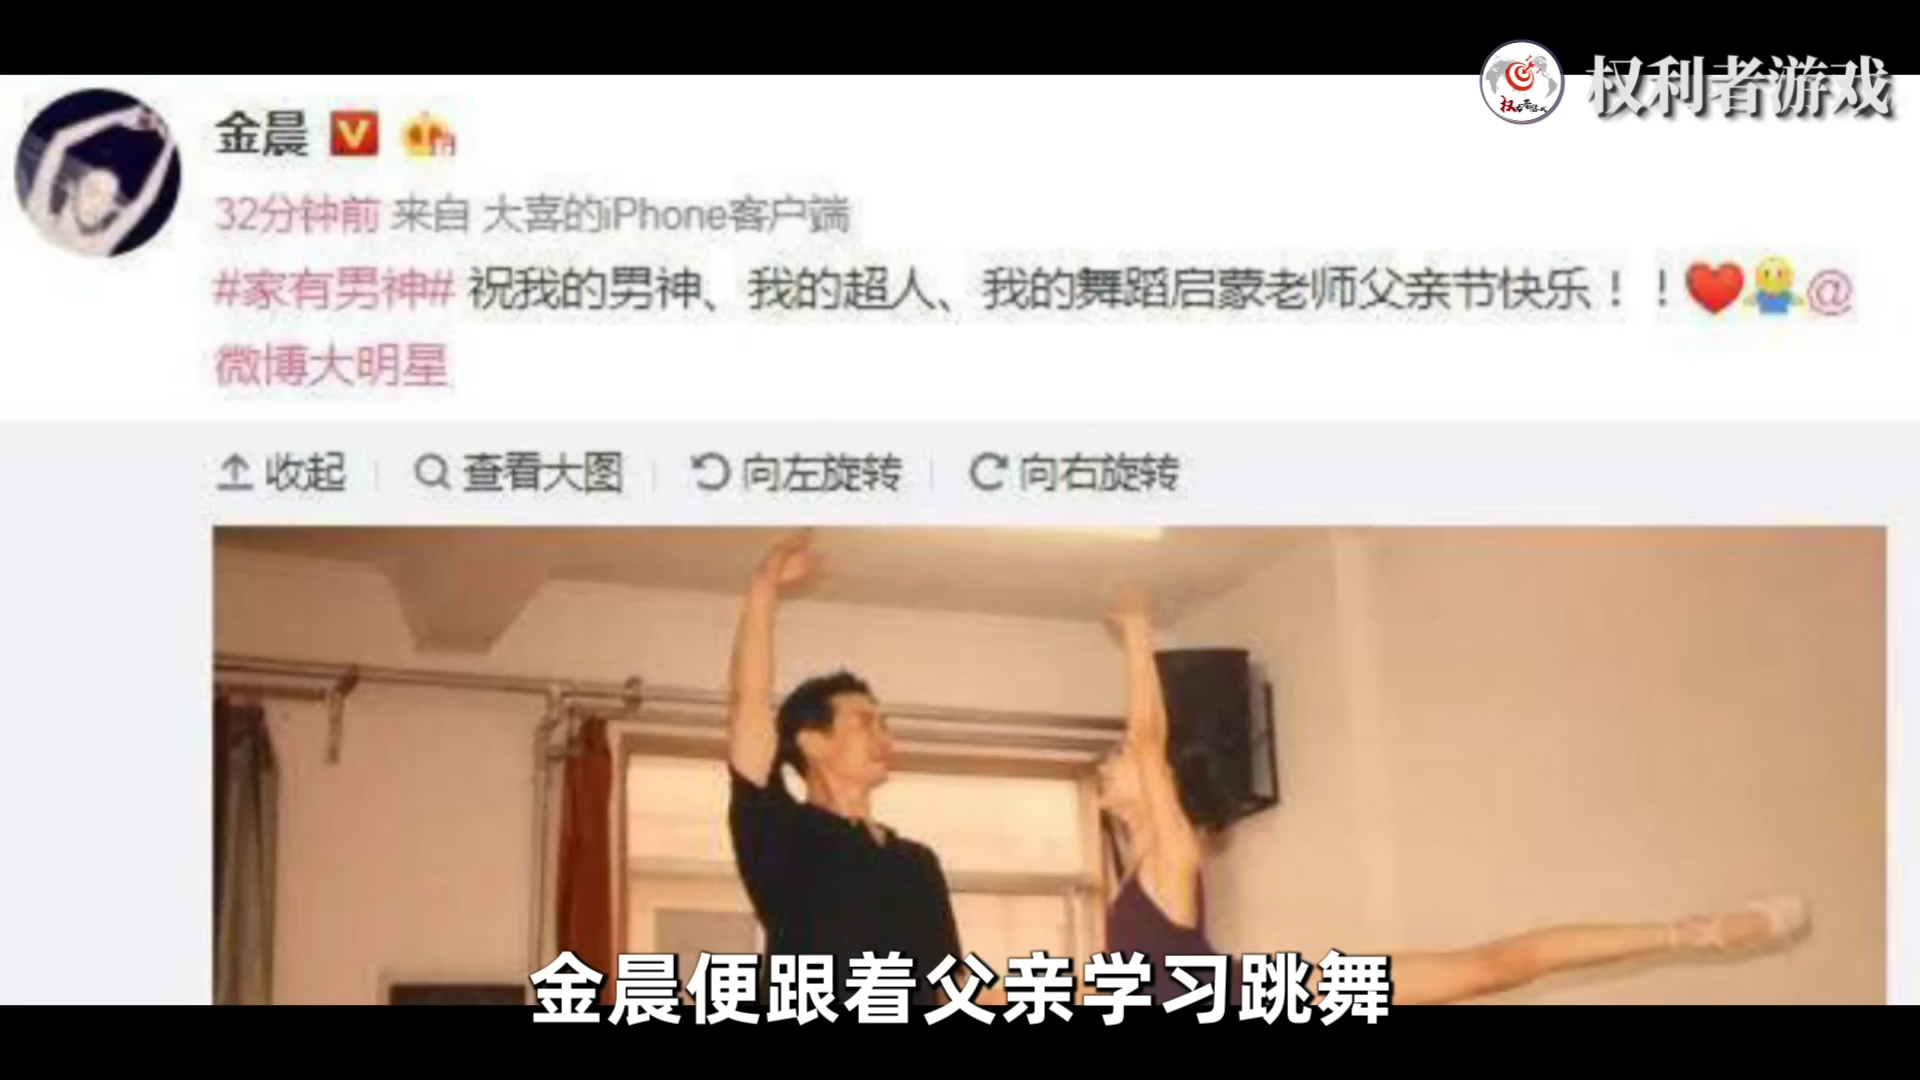 权利者游戏
金晨
32分钟前 来自 大喜的iPhone客户端
#家有男神# 祝我的男神、我的超人、我的舞蹈启蒙老师父亲节快乐！！@
微博大明星
收起 查看大图 向左旋转 向右旋转
金晨便跟着父亲学习跳舞